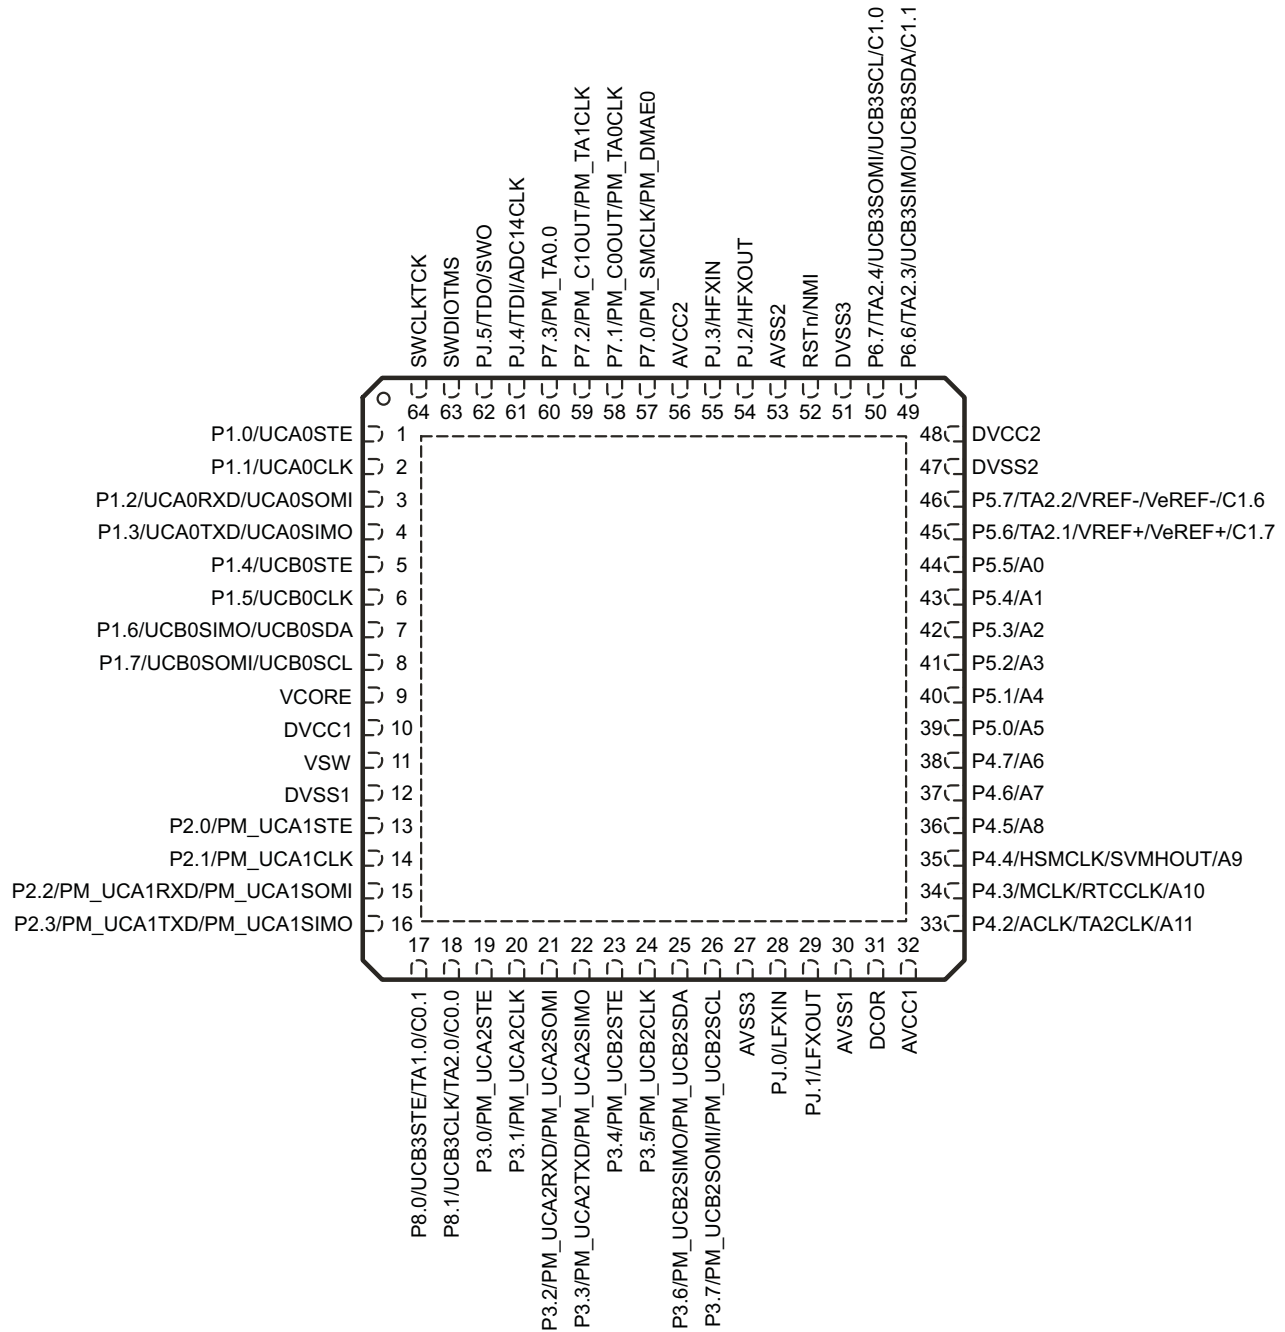 SWCLKTCK
SWDIOTMS
PJ.5/TDO/SWO
PJ.4/TDI/ADC14CLK
P7.3/PM_TA0.0
P7.2/PM_C1OUT/PM_TA1CLK
P7.1/PM_C0OUT/PM_TA0CLK
P7.0/PM_SMCLK/PM_DMAE0
AVCC2
PJ.3/HFXIN
PJ.2/HFXOUT
AVSS2
RSTn/NMI
DVSS3
P6.7/TA2.4/UCB3SOMI/UCB3SCL/C1.0
P6.6/TA2.3/UCB3SIMO/UCB3SDA/C1.1
64 63 62 61 60 59 58 57 56 55 54 53 52 51 50 49
P1.0/UCA0STE 1
P1.1/UCA0CLK 2
P1.2/UCA0RXD/UCA0SOMI 3
P1.3/UCA0TXD/UCA0SIMO 4
P1.4/UCB0STE 5
P1.5/UCB0CLK 6
P1.6/UCB0SIMO/UCB0SDA 7
P1.7/UCB0SOMI/UCB0SCL 8
VCORE 9
DVCC1 10
VSW 11
DVSS1 12
P2.0/PM_UCA1STE 13
P2.1/PM_UCA1CLK 14
P2.2/PM_UCA1RXD/PM_UCA1SOMI 15
P2.3/PM_UCA1TXD/PM_UCA1SIMO 16
48 DVCC2
47 DVSS2
46 P5.7/TA2.2/VREF-/VeREF-/C1.6
45 P5.6/TA2.1/VREF+/VeREF+/C1.7
44 P5.5/A0
43 P5.4/A1
42 P5.3/A2
41 P5.2/A3
40 P5.1/A4
39 P5.0/A5
38 P4.7/A6
37 P4.6/A7
36 P4.5/A8
35 P4.4/HSMCLK/SVMHOUT/A9
34 P4.3/MCLK/RTCCLK/A10
33 P4.2/ACLK/TA2CLK/A11
17 18 19 20 21 22 23 24 25 26 27 28 29 30 31 32
P8.0/UCB3STE/TA1.0/C0.1
P8.1/UCB3CLK/TA2.0/C0.0
P3.0/PM_UCA2STE
P3.1/PM_UCA2CLK
P3.2/PM_UCA2RXD/PM_UCA2SOMI
P3.3/PM_UCA2TXD/PM_UCA2SIMO
P3.4/PM_UCB2STE
P3.5/PM_UCB2CLK
P3.6/PM_UCB2SIMO/PM_UCB2SDA
P3.7/PM_UCB2SOMI/PM_UCB2SCL
AVSS3
PJ.0/LFXIN
PJ.1/LFXOUT
AVSS1
DCOR
AVCC1